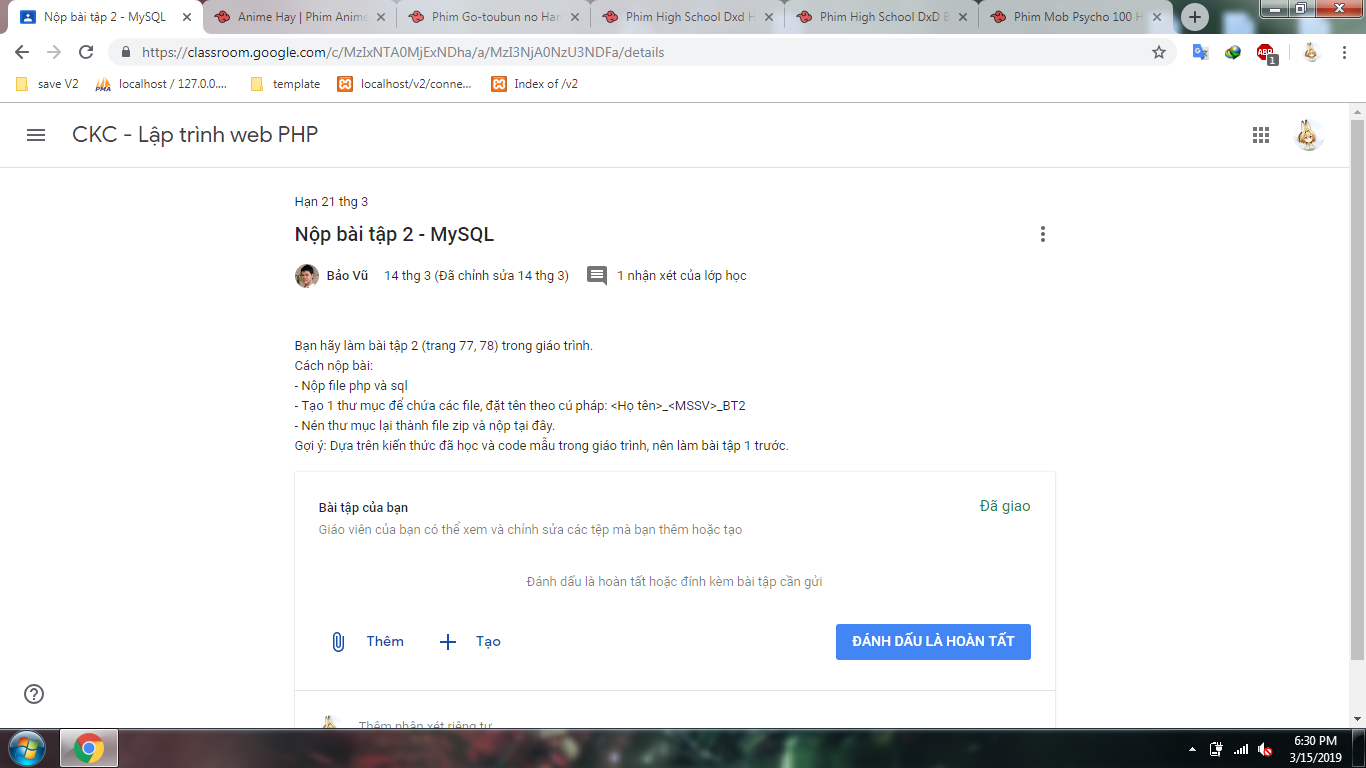 Nộp bài tập 2 - MySQL
Anime Hay | Phim Anime
Phim Go-toubun no Han
Phim High School Dxd H
Phim High School DxD B
Phim Mob Psycho 100 H
https://classroom.google.com/c/MzIxNTA0MjExNDha/a/MzI3NjA0NzU3NDFa/details
ABP
1
save V2
PMA
localhost / 127.0.0....
template
localhost/v2/conne...
Index of /v2
CKC - Lập trình web PHP
Hạn 21 thg 3
Nộp bài tập 2 - MySQL
Bảo Vũ 14 thg 3 (Đã chỉnh sửa 14 thg 3) 1 nhận xét của lớp học
Bạn hãy làm bài tập 2 (trang 77, 78) trong giáo trình.
Cách nộp bài:
- Nộp file php và sql
- Tạo 1 thư mục để chứa các file, đặt tên theo cú pháp: <Họ tên>_<MSSV>_BT2
- Nén thư mục lại thành file zip và nộp tại đây.
Gợi ý: Dựa trên kiến thức đã học và code mẫu trong giáo trình, nên làm bài tập 1 trước.
Bài tập của bạn
Đã giao
Giáo viên của bạn có thể xem và chỉnh sửa các tệp mà bạn thêm hoặc tạo
Đánh dấu là hoàn tất hoặc đính kèm bài tập cần gửi
Thêm
Tạo
ĐÁNH DẤU LÀ HOÀN TẤT
Thêm nhận xét riêng tư
6:30 PM
3/15/2019